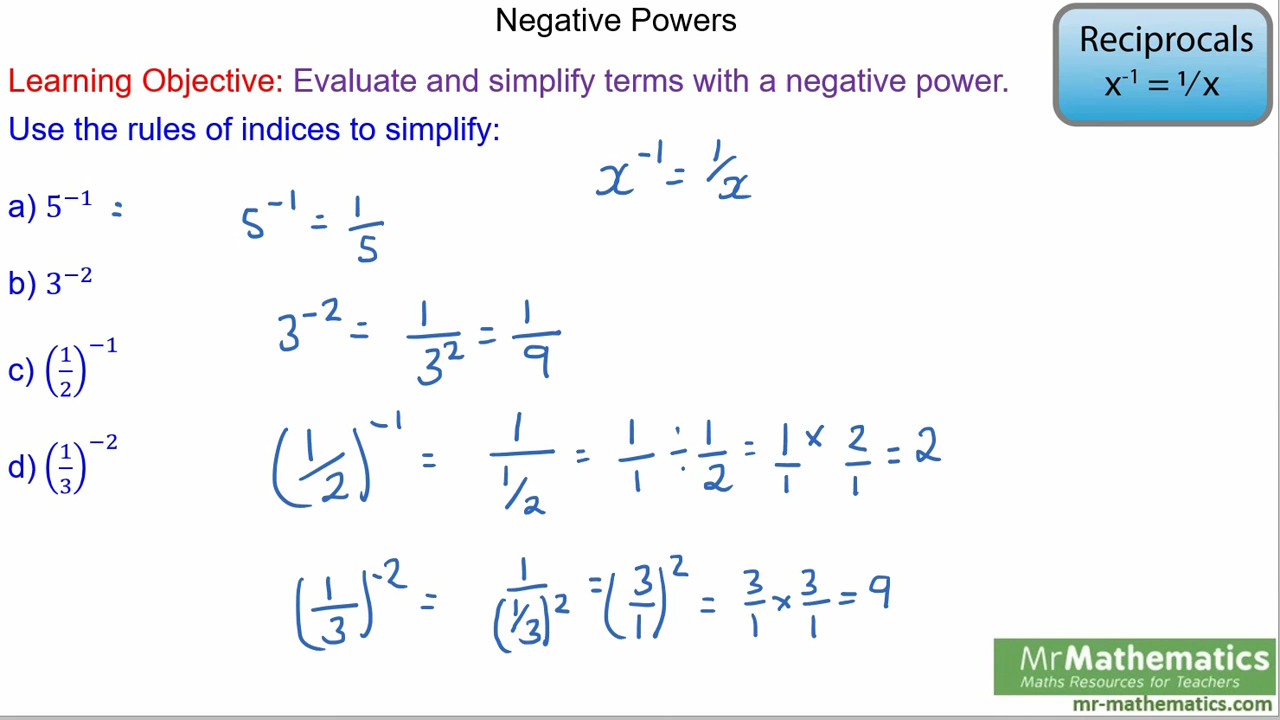 Negative Powers
Reciprocals
x⁻¹ = ¹/x
Learning Objective: Evaluate and simplify terms with a negative power.
Use the rules of indices to simplify:
x⁻¹ = 1/x
a) 5⁻¹ =
5⁻¹ = 1/5
b) 3⁻²
3⁻² = 1/3² = 1/9
c) (1/2)⁻¹
(1/2)⁻¹ = 1/(1/2) = 1/1 ÷ 1/2 = 1/1 × 2/1 = 2
d) (1/3)⁻²
(1/3)⁻² = 1/(1/3)² = (3/1)² = 3/1 × 3/1 = 9
MrMathematics
Maths Resources for Teachers
mr-mathematics.com